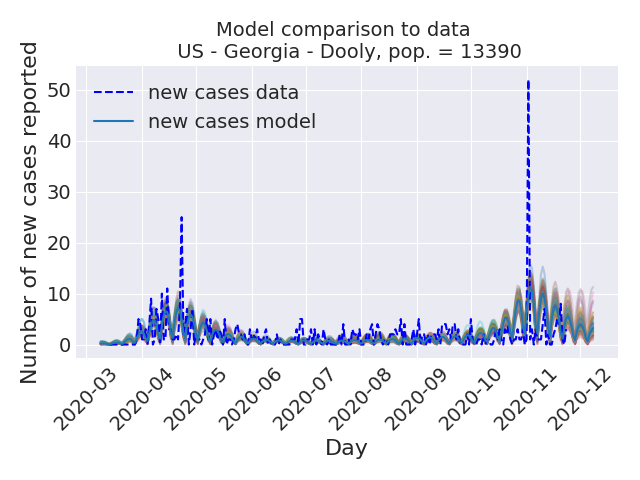 Model comparison to data
US - Georgia - Dooly, pop. = 13390
Number of new cases reported
50
40
30
20
10
0
new cases data
new cases model
2020-03
2020-04
2020-05
2020-06
2020-07
2020-08
2020-09
2020-10
2020-11
2020-12
Day